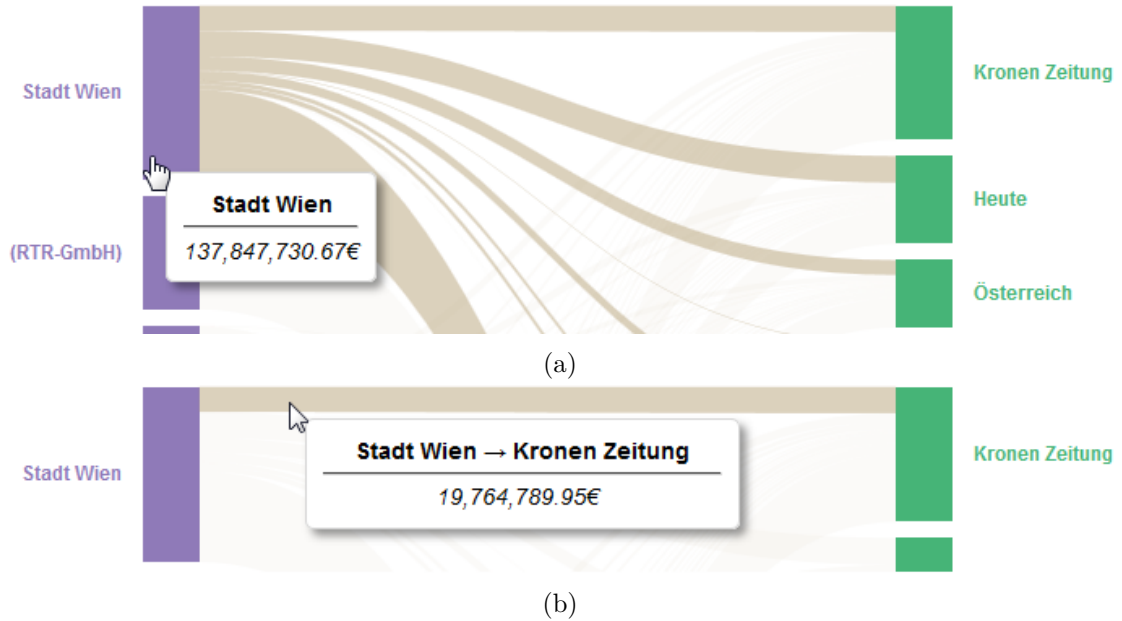 Stadt Wien
Kronen Zeitung
Stadt Wien
137,847,730.67€
Heute
(RTR-GmbH)
Österreich
(a)
Stadt Wien → Kronen Zeitung
19,764,789.95€
Stadt Wien
Kronen Zeitung
(b)